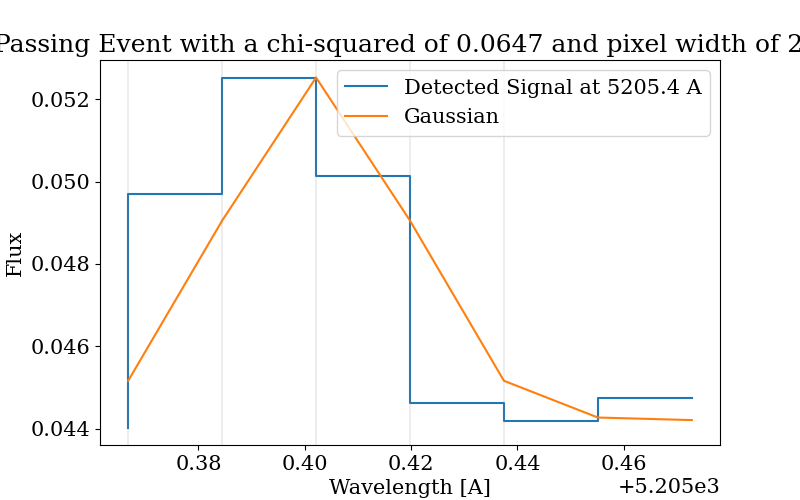 Passing Event with a chi-squared of 0.0647 and pixel width of 2
Detected Signal at 5205.4 A
Gaussian
0.052
0.050
0.048
0.046
0.044
Flux
0.38 0.40 0.42 0.44 0.46
Wavelength [A]
+5.205e3